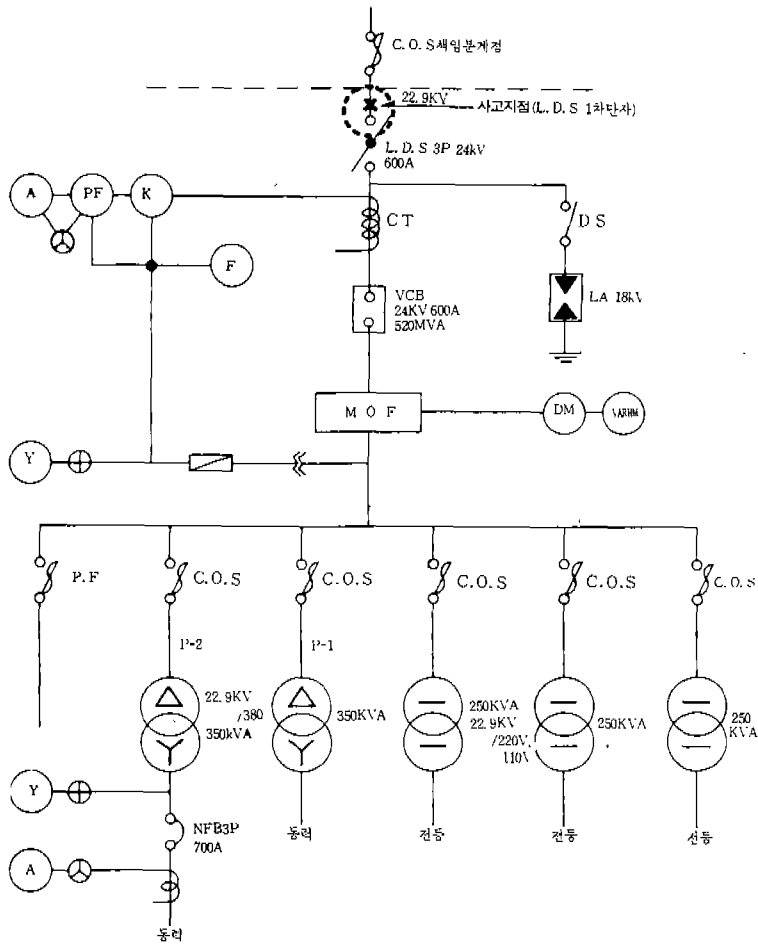 C.O.S책임분계점
22.9KV
사고지점(L.D.S 1차단자)
L.D.S 3P 24kV
600A
A
PF
K
CT
DS
F
VCB
24KV 600A
520MVA
LA 18kV
M O F
DM
VARHM
Y
P.F
C.O.S
C.O.S
C.O.S
C.O.S
C.O.S
P-2
P-1
22.9KV
/380
350kVA
350KVA
250KVA
22.9KV
/220V,
110V
250KVA
250
KVA
Y
NFB3P
700A
동력
전등
전등
전등
A
동력